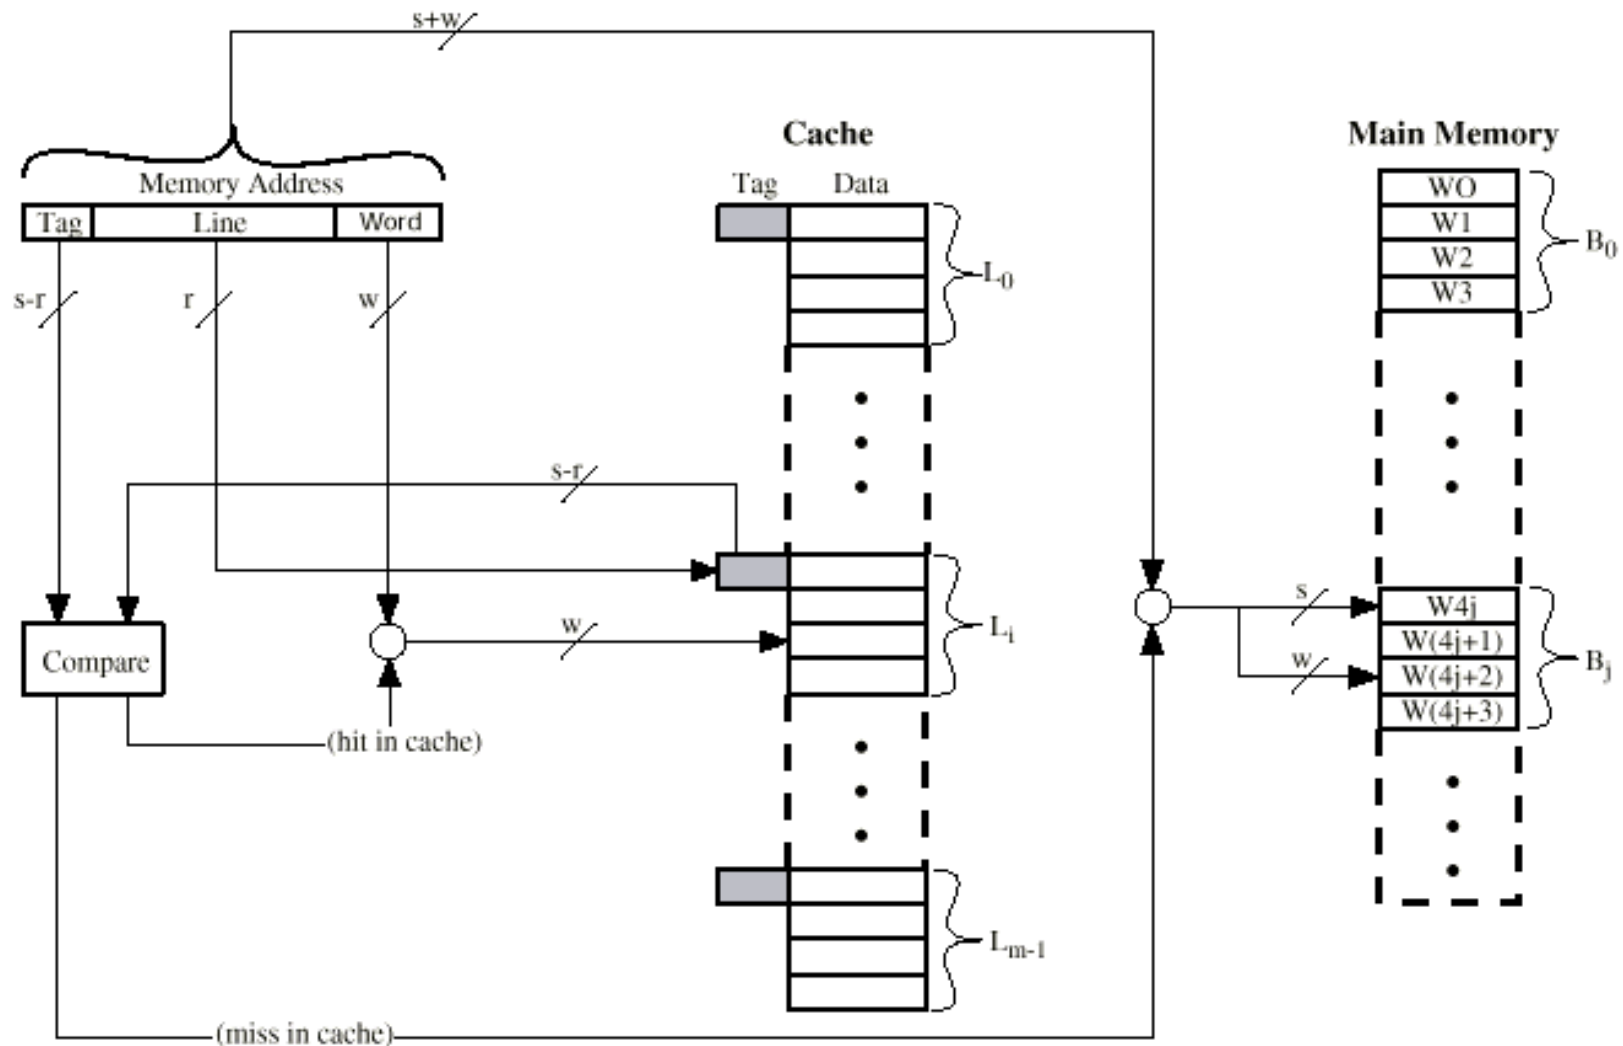 s+w
Cache
Main Memory
Memory Address
Tag Data
Tag Line Word
WO
W1
W2
W3
B0
L0
s-r
r
w
s-r
Li
s
w
W4j
W(4j+1)
W(4j+2)
W(4j+3)
Bj
w
Compare
(hit in cache)
Lm-1
(miss in cache)